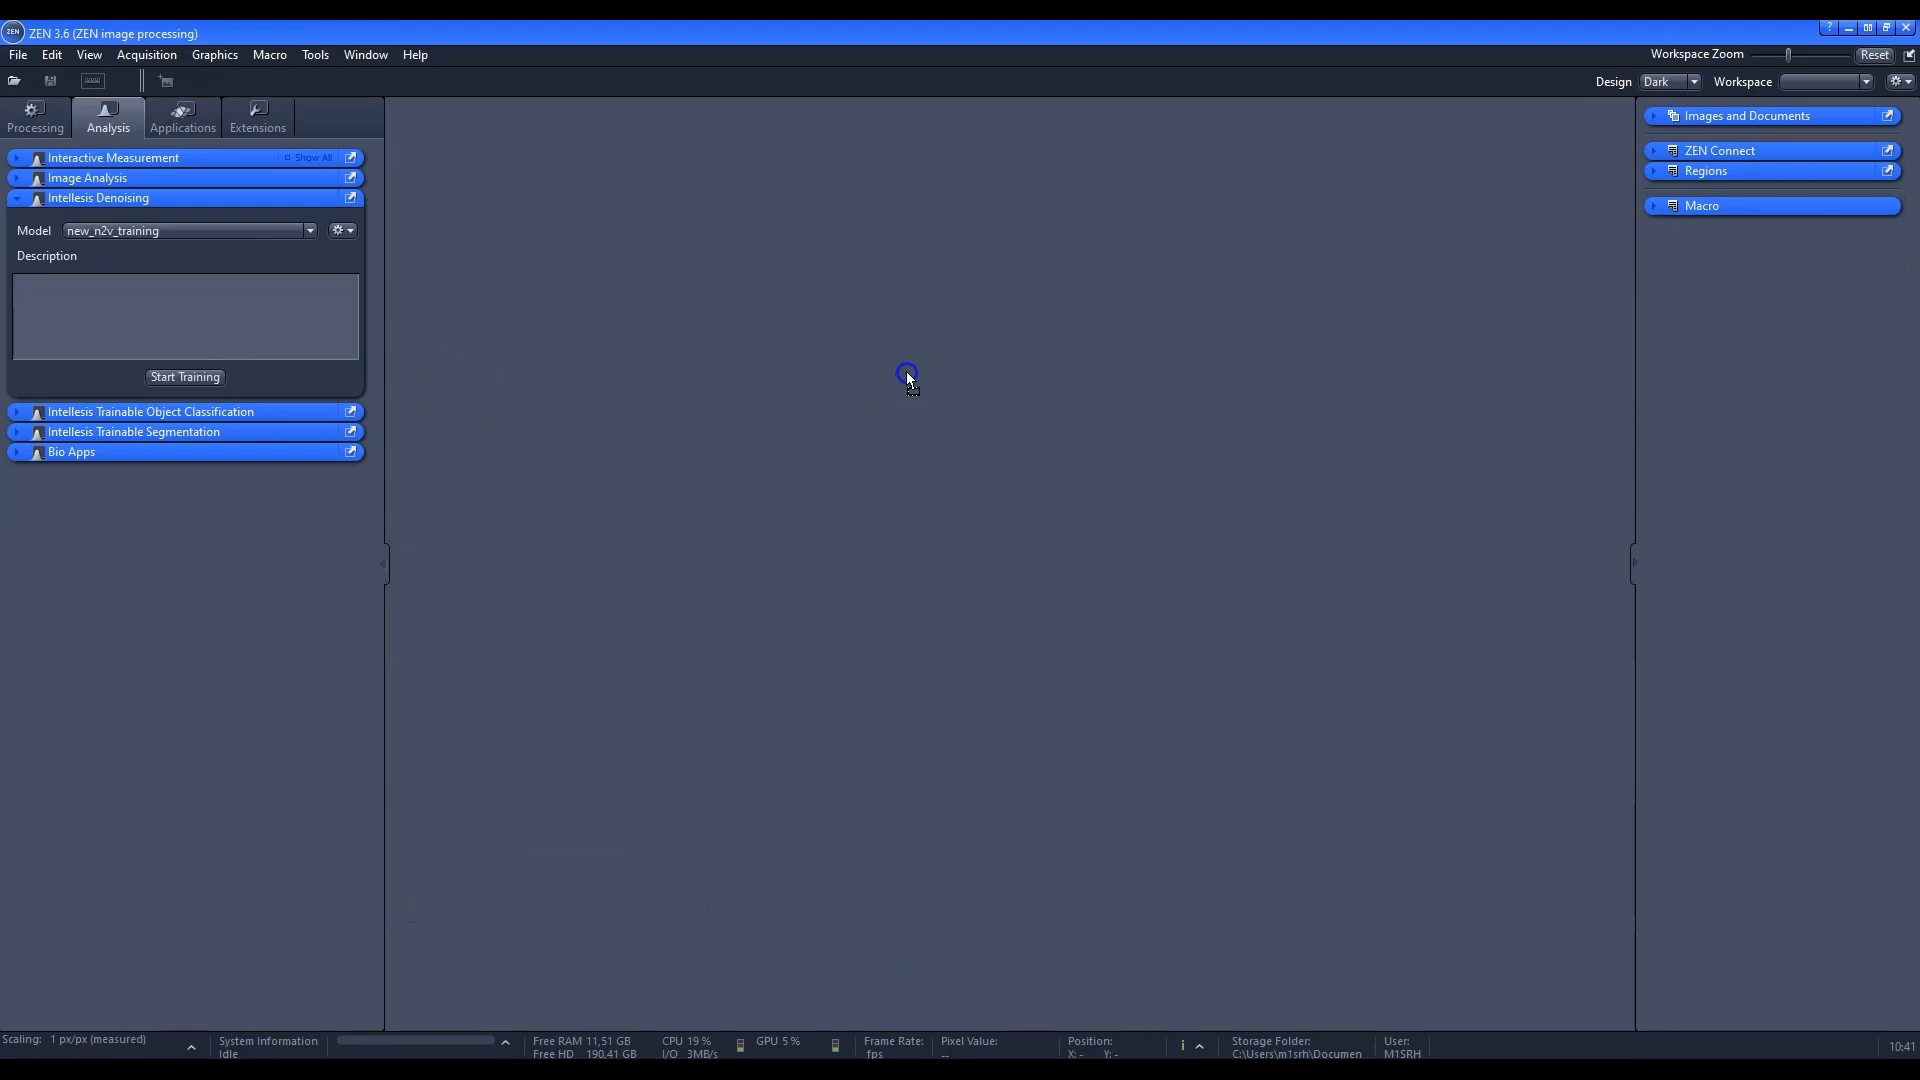 ZEN
ZEN 3.6 (ZEN image processing)
?
File Edit View Acquisition Graphics Macro Tools Window Help
Workspace Zoom Reset
Design Dark Workspace
Processing Analysis Applications Extensions
Interactive Measurement Show All
Image Analysis
Intellesis Denoising
Model new_n2v_training
Description
Start Training
Intellesis Trainable Object Classification
Intellesis Trainable Segmentation
Bio Apps
Images and Documents
ZEN Connect
Regions
Macro
Scaling: 1 px/px (measured)
System Information:
Idle
Free RAM 11,51 GB
Free HD 190,41 GB
CPU 19 %
I/O 3MB/s
GPU 5 %
Frame Rate:
fps
Pixel Value:
--
Position:
X: - Y: -
i
Storage Folder:
C:\Users\m1srh\Documen
User:
M1SRH
10:41